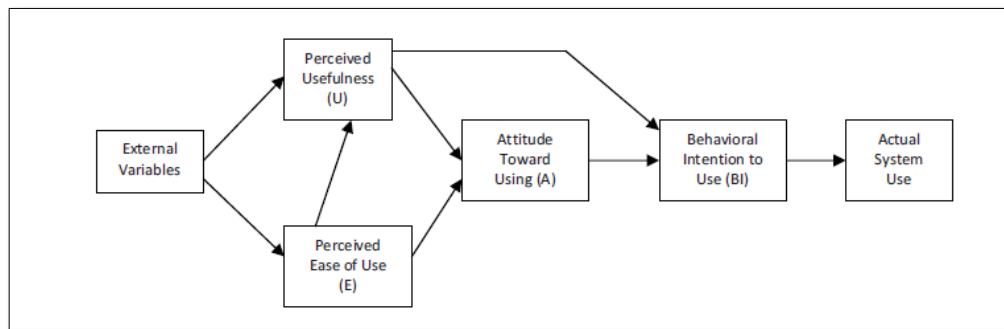 External
Variables
Perceived
Usefulness
(U)
Perceived
Ease of Use
(E)
Attitude
Toward
Using (A)
Behavioral
Intention to
Use (BI)
Actual
System
Use